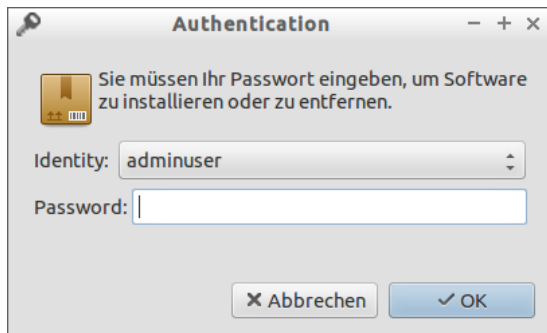 Authentication
Sie müssen Ihr Passwort eingeben, um Software
zu installieren oder zu entfernen.
Identity: adminuser
Password:
Abbrechen OK